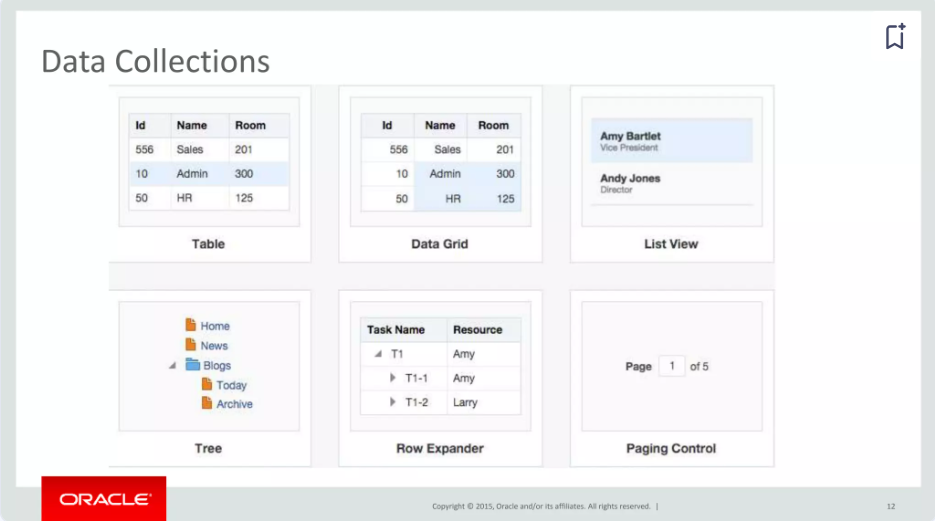 Data Collections
Id Name Room
556 Sales 201
10 Admin 300
50 HR 125
Table
Id Name Room
556 Sales 201
10 Admin 300
50 HR 125
Data Grid
Amy Bartlet
Vice President
Andy Jones
Director
List View
Home
News
Blogs
Today
Archive
Tree
Task Name Resource
T1 Amy
T1-1 Amy
T1-2 Larry
Row Expander
Page 1 of 5
Paging Control
ORACLE®
Copyright © 2015, Oracle and/or its affiliates. All rights reserved. |
12